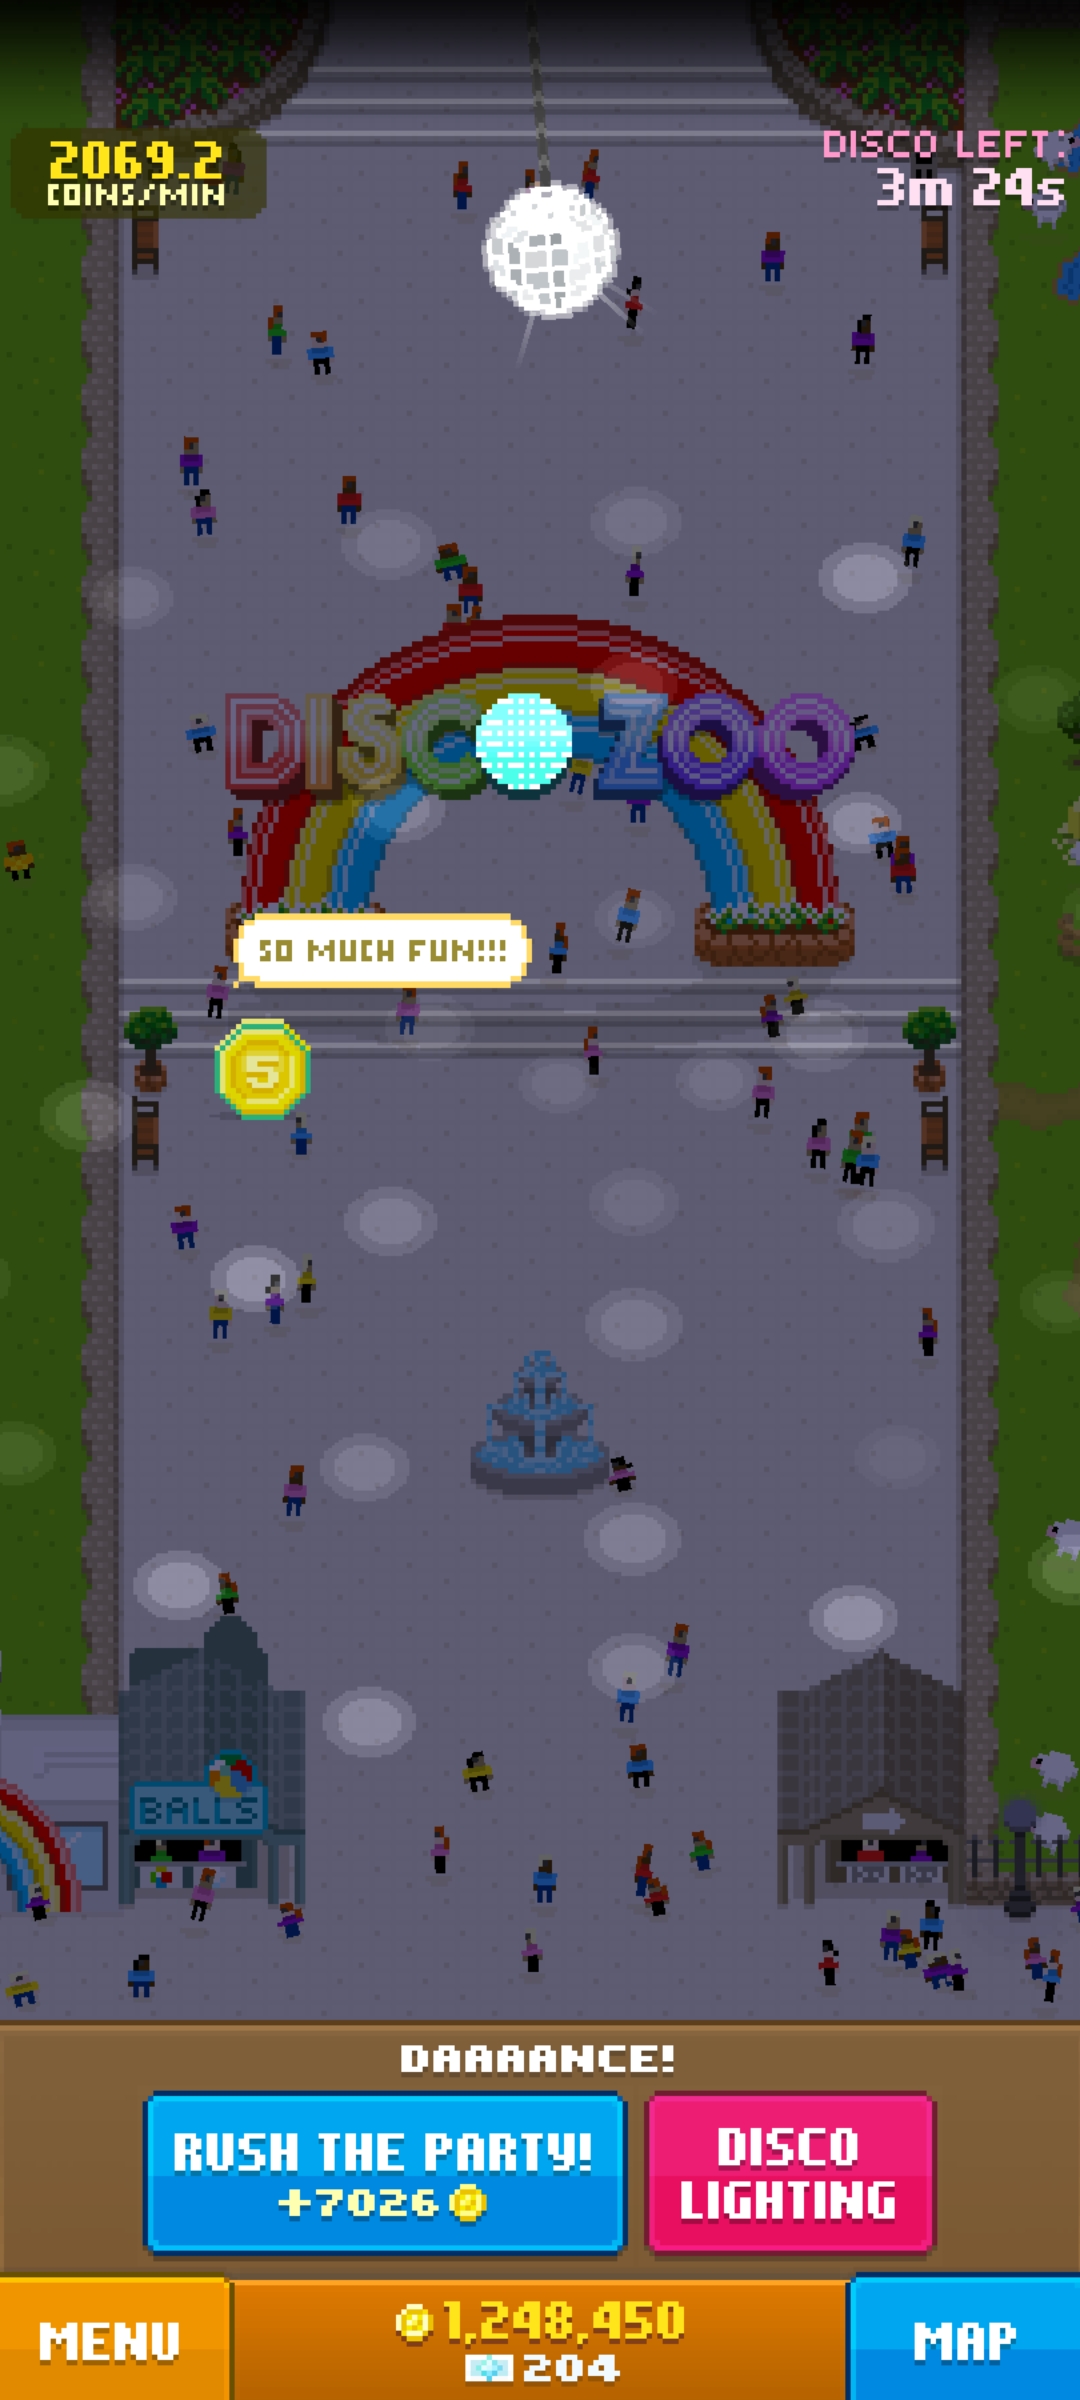 2069.2
COINS/MIN
DISCO LEFT:
3m 24s
DISCO ZOO
SO MUCH FUN!!!
5
BALLS
DAAAANCE!
RUSH THE PARTY!
+7026
DISCO
LIGHTING
MENU
1,248,450
204
MAP